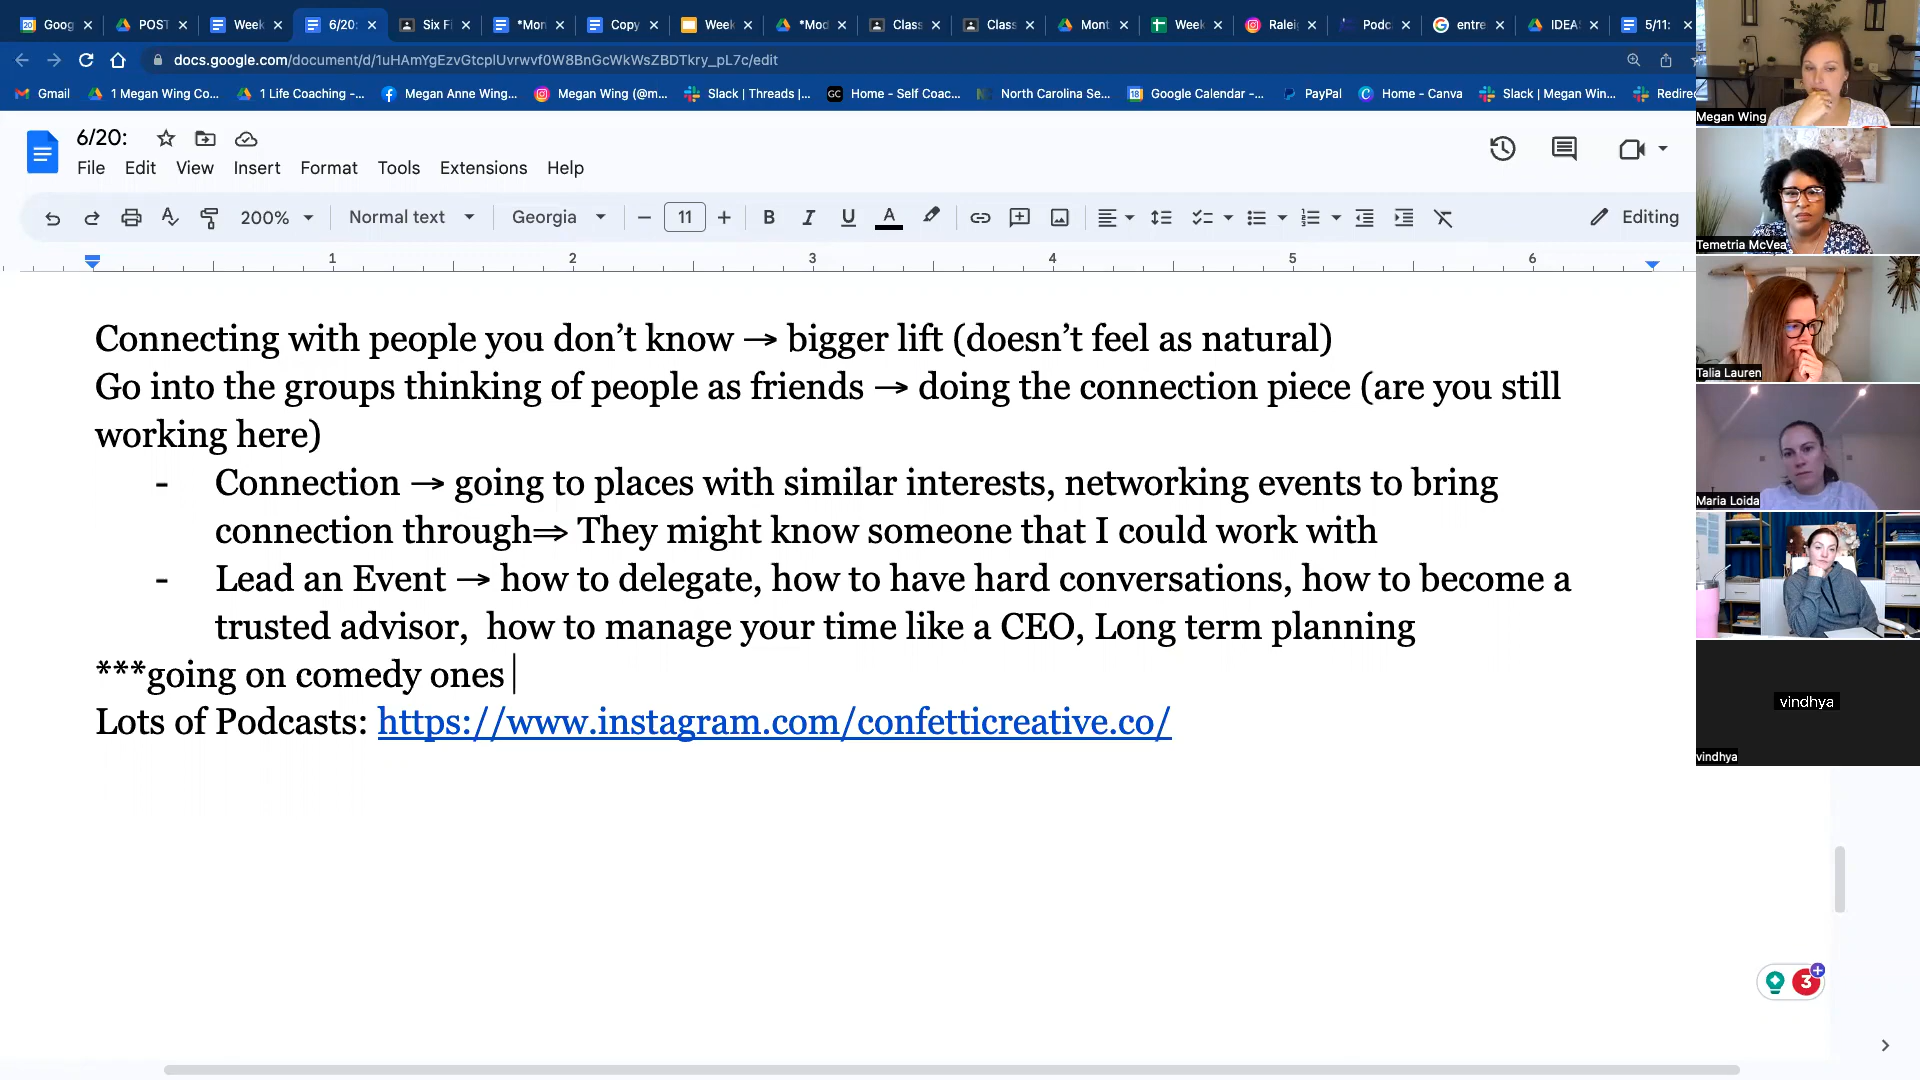 Goog
POST
Week
6/20:
Six Fi
*Mon
Copy
Week
*Mod
Class
Class
Mont
Week
Raleig
Podc
entre
IDEA
5/11:
docs.google.com/document/d/1uHAmYgEzvGtcplUvrwvf0W8BnGcWkWsZBDTkry_pL7c/edit
Gmail
1 Megan Wing Co...
1 Life Coaching -...
Megan Anne Wing...
Megan Wing (@m...
Slack | Threads |...
Home - Self Coac...
North Carolina Se...
Google Calendar -...
PayPal
Home - Canva
Slack | Megan Win...
Redirec
6/20:
File Edit View Insert Format Tools Extensions Help
200% Normal text Georgia 11 Editing
1 2 3 4 5 6
Connecting with people you don’t know → bigger lift (doesn’t feel as natural)
Go into the groups thinking of people as friends → doing the connection piece (are you still
working here)
- Connection → going to places with similar interests, networking events to bring
connection through⇒ They might know someone that I could work with
- Lead an Event → how to delegate, how to have hard conversations, how to become a
trusted advisor,  how to manage your time like a CEO, Long term planning
***going on comedy ones
Lots of Podcasts: https://www.instagram.com/confetticreative.co/
Megan Wing
Temetria McVea
Talia Lauren
Maria Loida
vindhya
vindhya
3